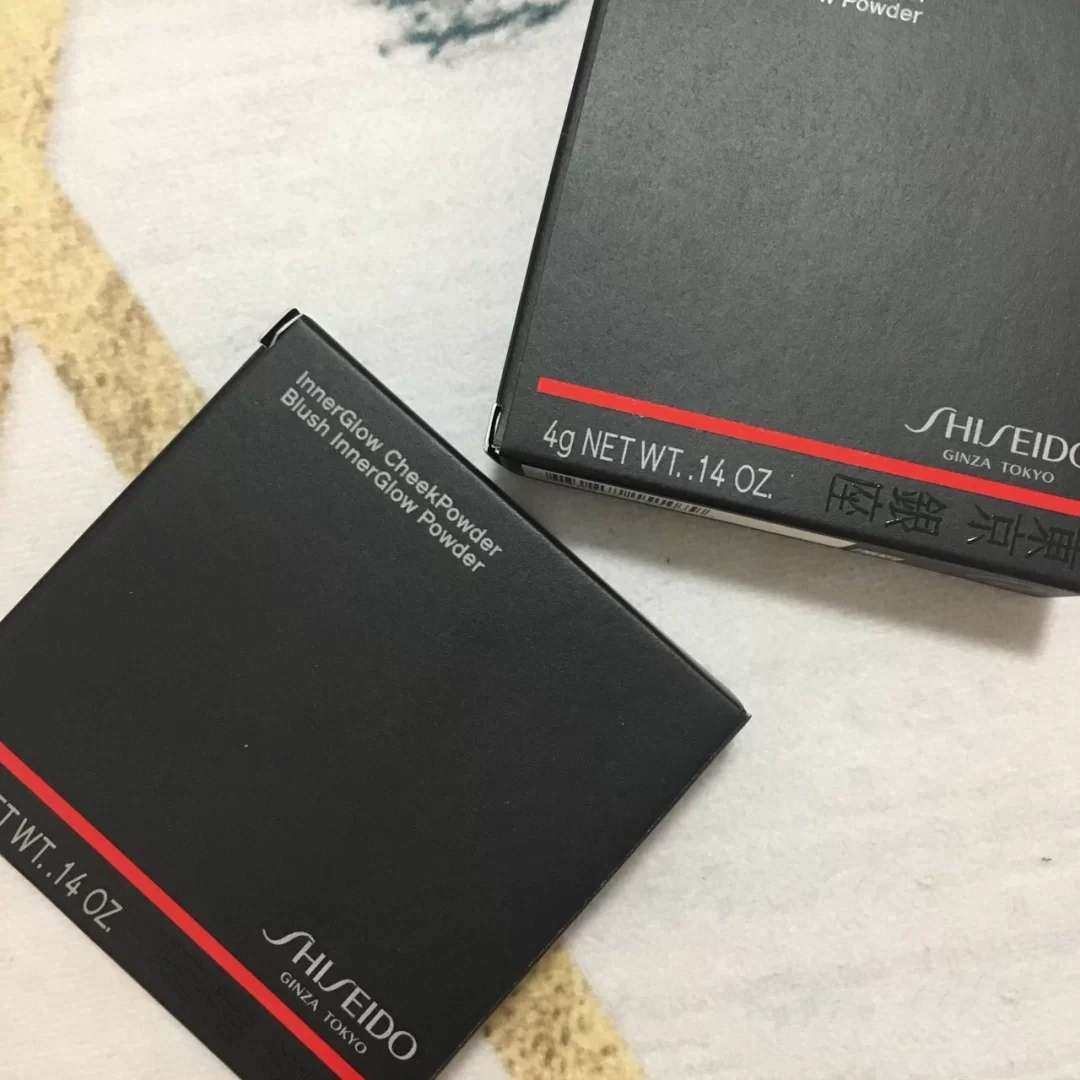 InnerGlow CheekPowder
Blush InnerGlow Powder
WT. .14 OZ.
SHISEIDO
GINZA TOKYO
Powder
4g NET WT. .14 OZ.
SHISEIDO
GINZA TOKYO
東京銀座